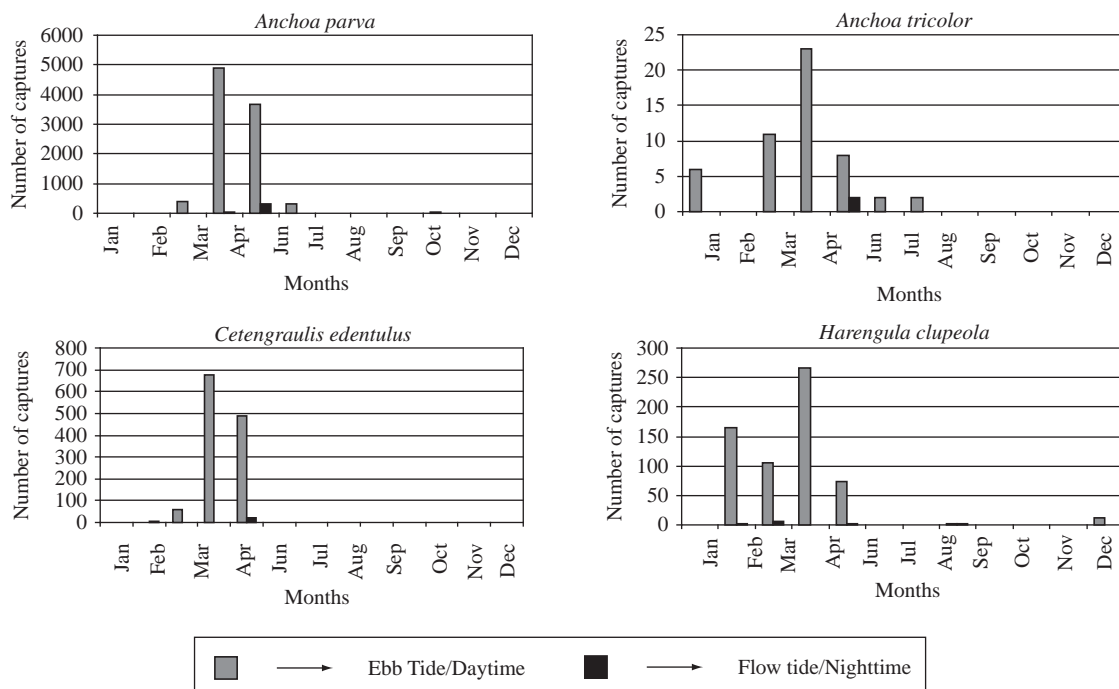 Anchoa parva
Number of captures
6000
5000
4000
3000
2000
1000
0
Jan
Feb
Mar
Apr
Jun
Jul
Aug
Sep
Oct
Nov
Dec
Months
Anchoa tricolor
Number of captures
25
20
15
10
5
0
Jan
Feb
Mar
Apr
Jun
Jul
Aug
Sep
Oct
Nov
Dec
Months
Cetengraulis edentulus
Number of captures
800
700
600
500
400
300
200
100
0
Jan
Feb
Mar
Apr
Jun
Jul
Aug
Sep
Oct
Nov
Dec
Months
Harengula clupeola
Number of captures
300
250
200
150
100
50
0
Jan
Feb
Mar
Apr
Jun
Jul
Aug
Sep
Oct
Nov
Dec
Months
Ebb Tide/Daytime
Flow tide/Nighttime